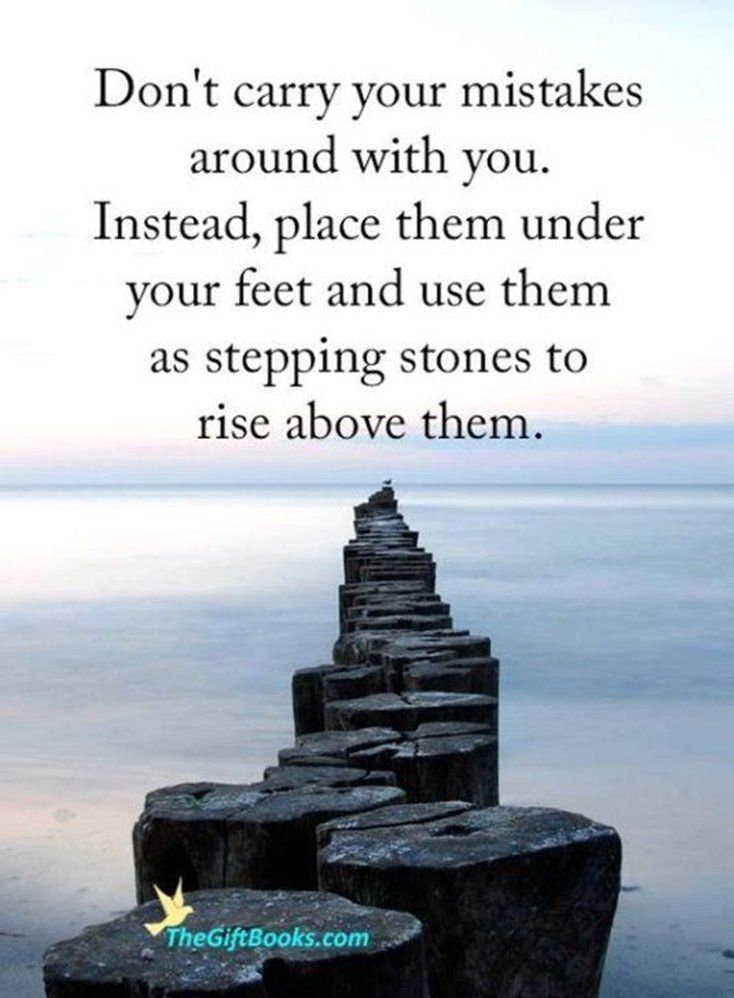 Don't carry your mistakes
around with you.
Instead, place them under
your feet and use them
as stepping stones to
rise above them.
TheGiftBooks.com